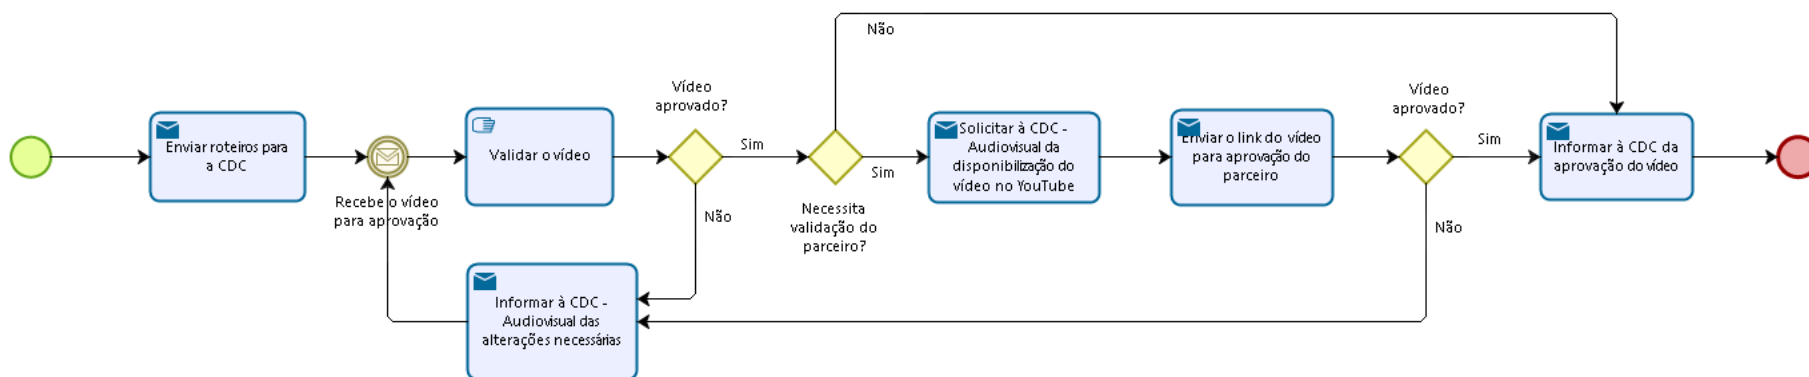 Enviar roteiros para
a CDC
Recebe o vídeo
para aprovação
Validar o vídeo
Vídeo
aprovado?
Sim
Não
Informar à CDC -
Audiovisual das
alterações necessárias
Não
Necessita
validação do
parceiro?
Sim
Solicitar à CDC -
Audiovisual da
disponibilização do
vídeo no YouTube
Enviar o link do vídeo
para aprovação do
parceiro
Vídeo
aprovado?
Sim
Não
Informar à CDC da
aprovação do vídeo